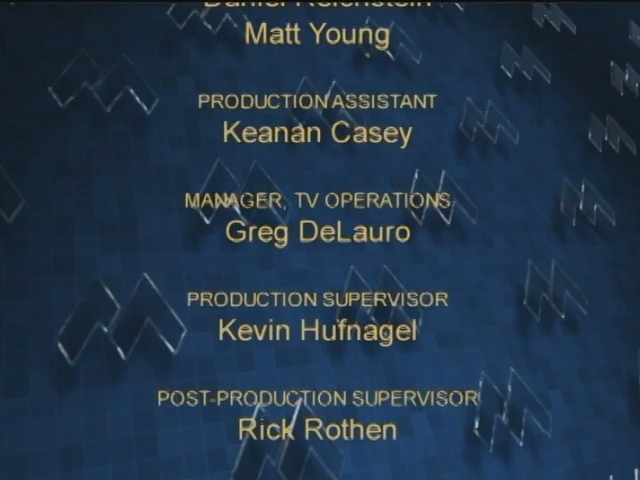 Matt Young
PRODUCTION ASSISTANT
Keanan Casey
MANAGER, TV OPERATIONS
Greg DeLauro
PRODUCTION SUPERVISOR
Kevin Hufnagel
POST-PRODUCTION SUPERVISOR
Rick Rothen